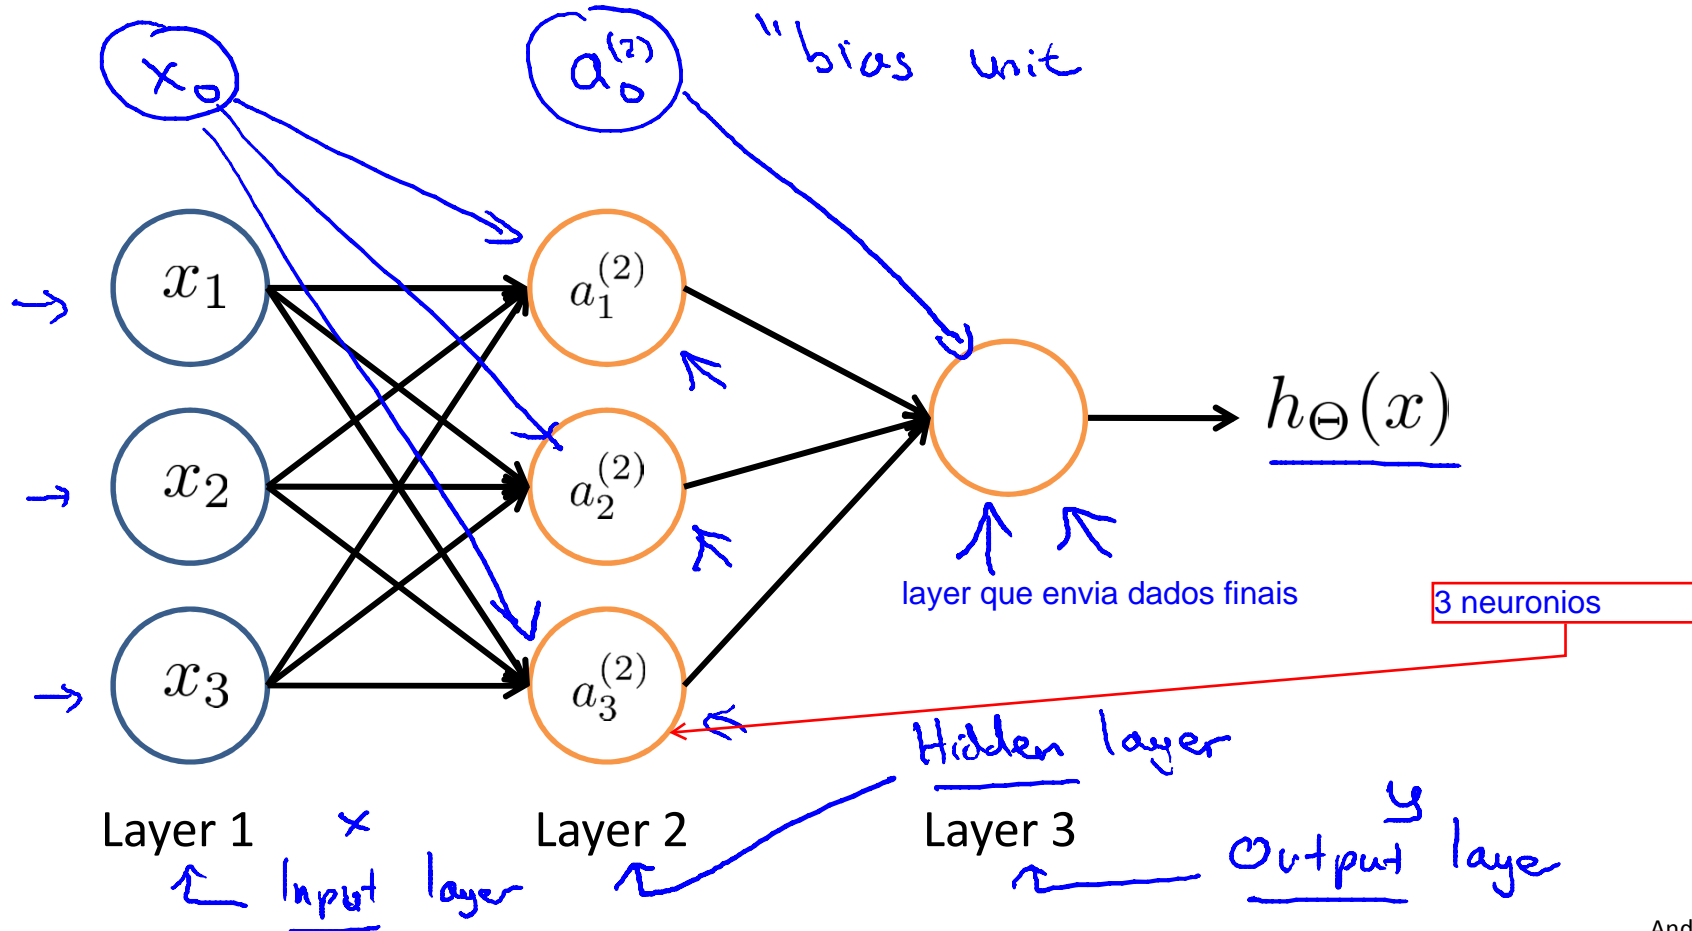 x₀
a₀⁽²⁾
"bias unit
x₁
a₁⁽²⁾
x₂
a₂⁽²⁾
h_Θ(x)
layer que envia dados finais
3 neuronios
x₃
a₃⁽²⁾
Hidden layer
Layer 1 x
Layer 2
Layer 3 y
Input layer
Output laye
And